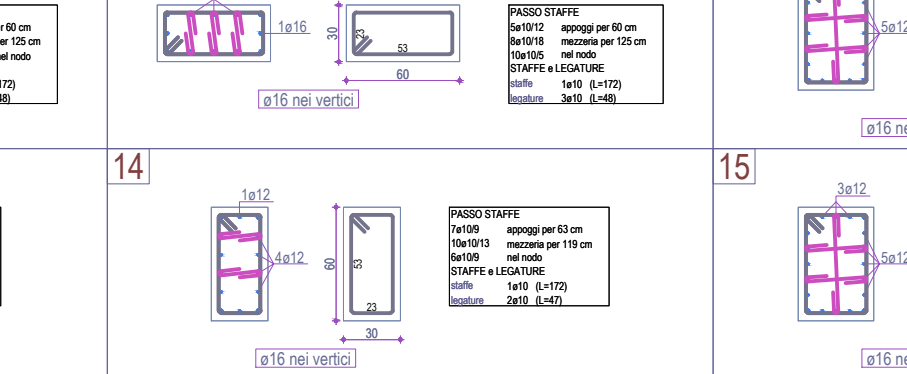 r 60 cm
er 125 cm
el nodo
172)
48)
1ø16
30
23
53
60
ø16 nei vertici
PASSO STAFFE
5ø10/12 appoggi per 60 cm
8ø10/18 mezzeria per 125 cm
10ø10/5 nel nodo
STAFFE e LEGATURE
staffe 1ø10 (L=172)
legature 3ø10 (L=48)
5ø12
ø16 ne
14
1ø12
4ø12
60
53
23
30
ø16 nei vertici
PASSO STAFFE
7ø10/9 appoggi per 63 cm
10ø10/13 mezzeria per 119 cm
6ø10/9 nel nodo
STAFFE e LEGATURE
staffe 1ø10 (L=172)
legature 2ø10 (L=47)
15
3ø12
5ø12
ø16 ne